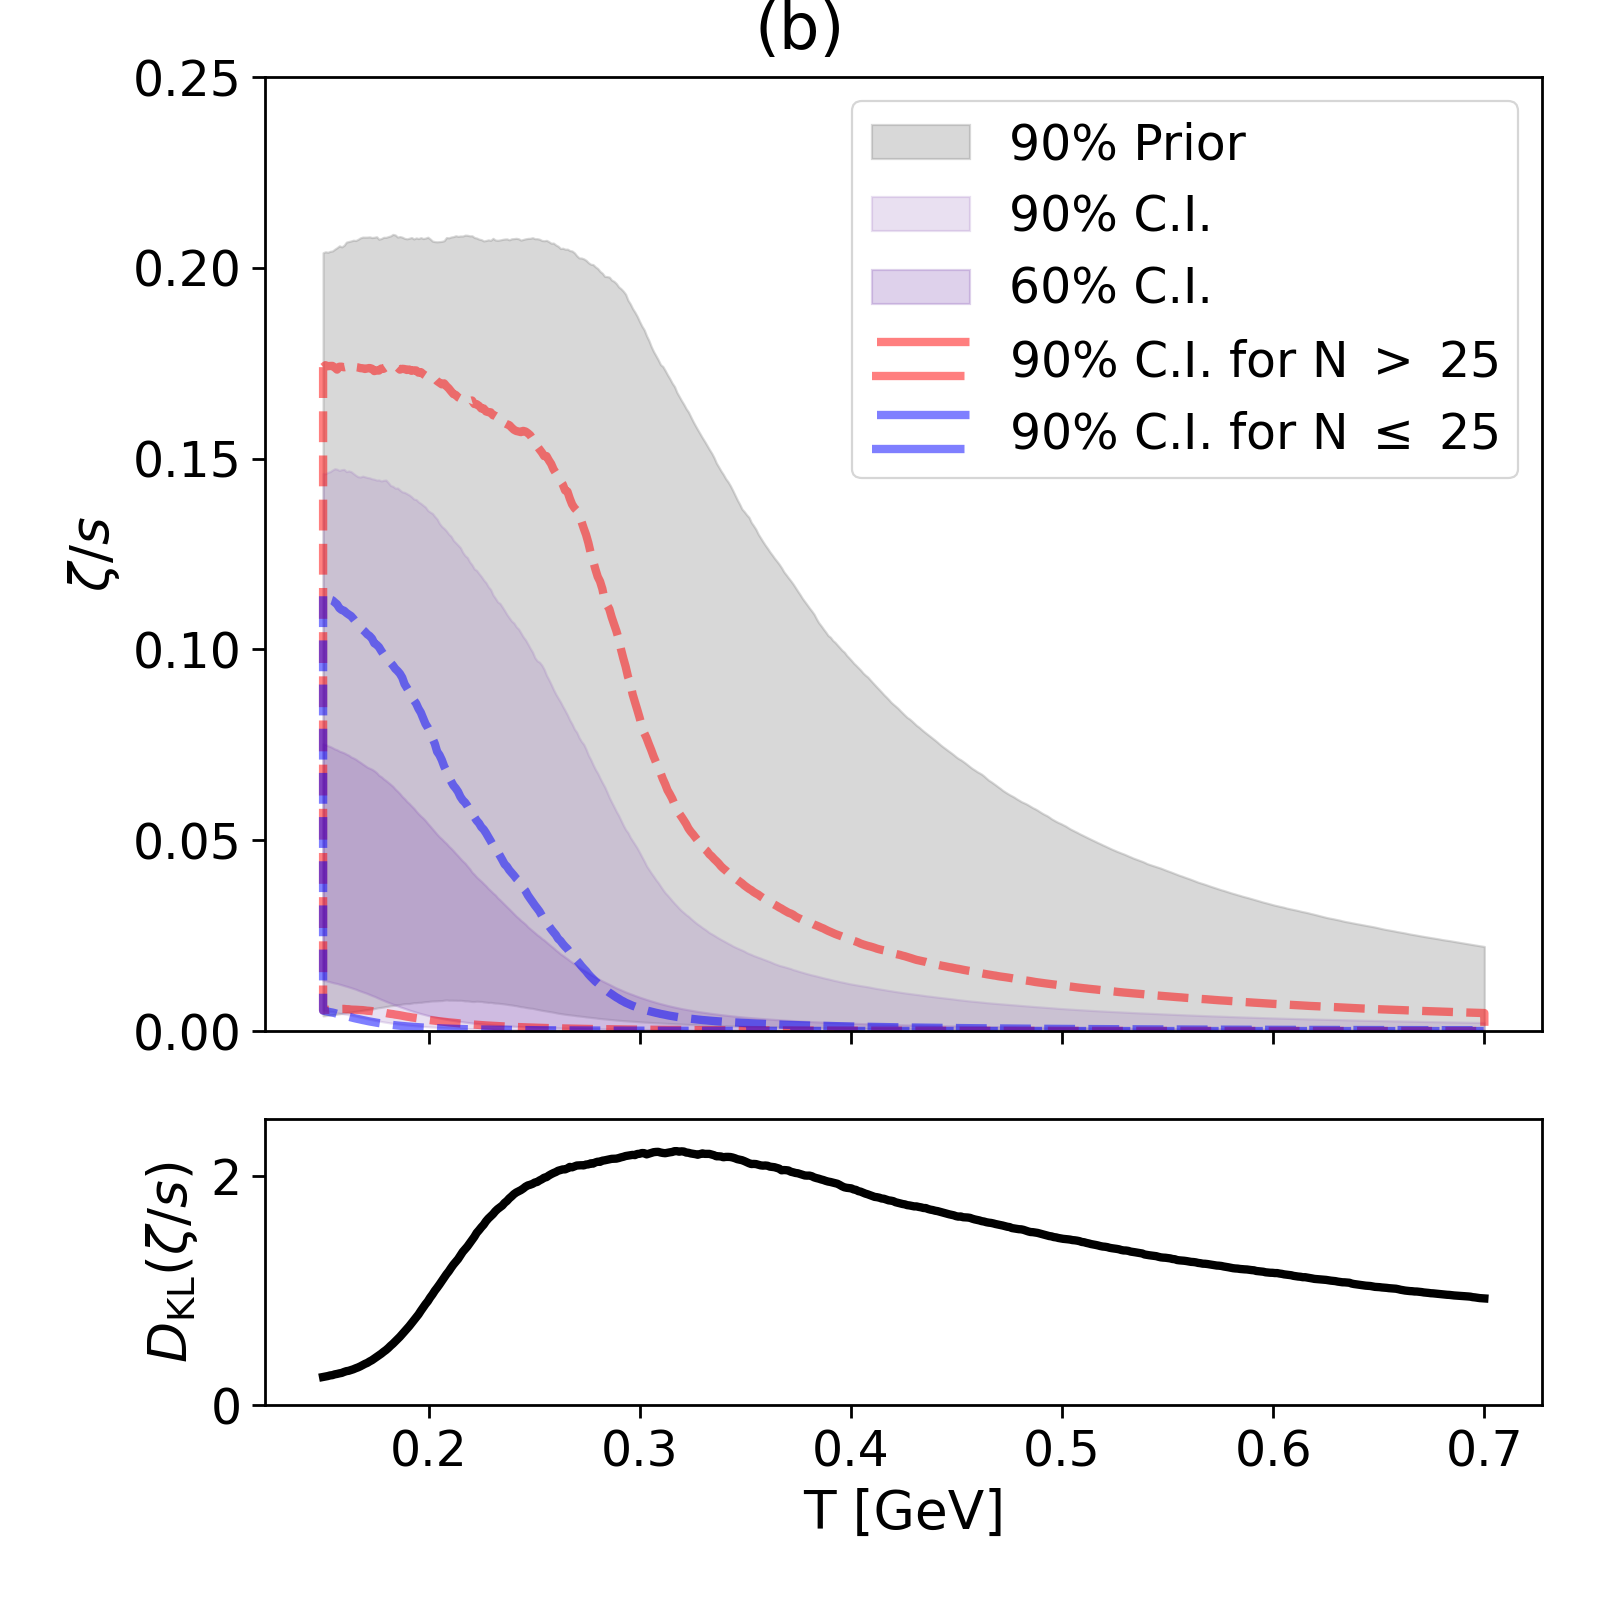 (b)
0.25
0.20
0.15
0.10
0.05
0.00
ζ/s
90% Prior
90% C.I.
60% C.I.
90% C.I. for N > 25
90% C.I. for N ≤ 25
2
0
D_KL(ζ/s)
0.2 0.3 0.4 0.5 0.6 0.7
T [GeV]